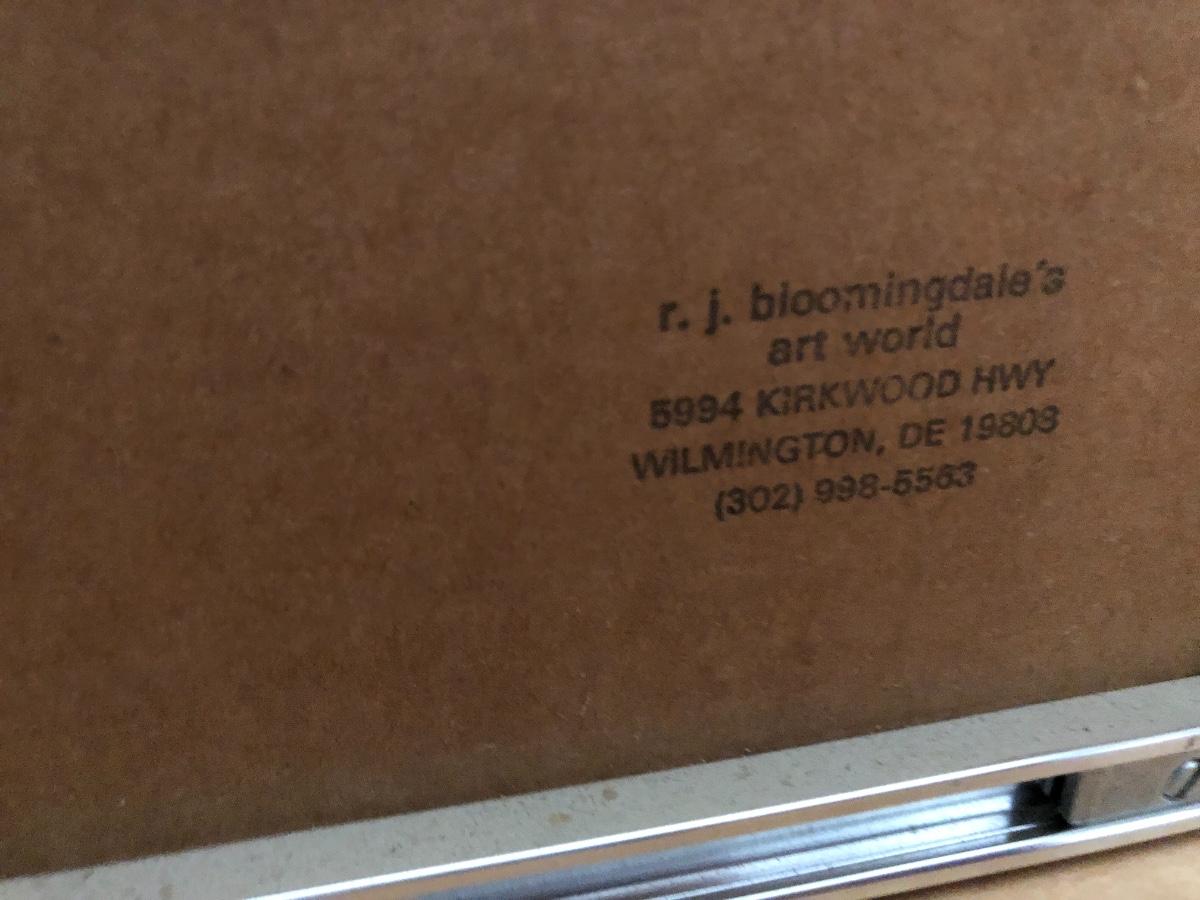 r. j. bloomingdale's
art world
5994 KIRKWOOD HWY
WILMINGTON, DE 19808
(302) 998-5563